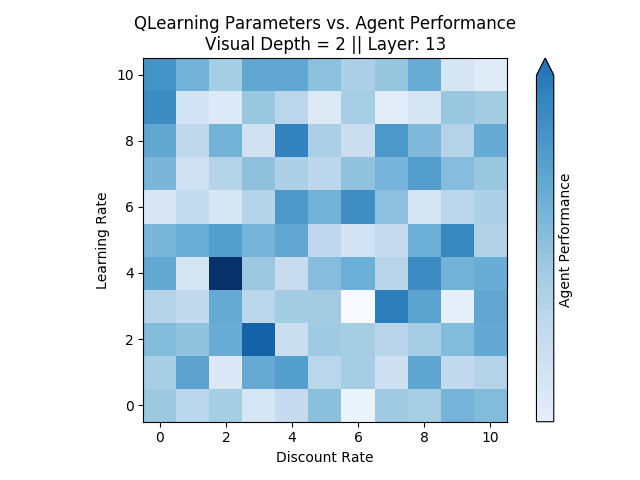 QLearning Parameters vs. Agent Performance
Visual Depth = 2 || Layer: 13
10
8
6
4
2
0
Learning Rate
0 2 4 6 8 10
Discount Rate
Agent Performance